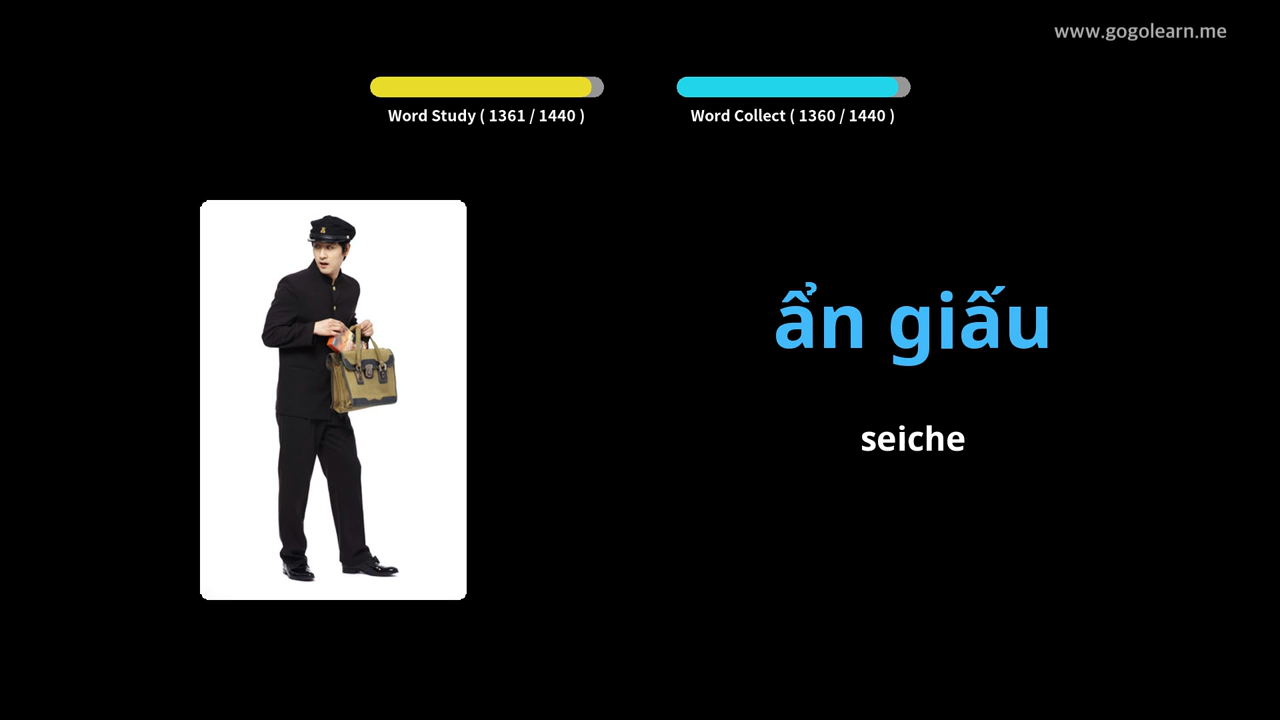 www.gogolearn.me
Word Study ( 1361 / 1440 )
Word Collect ( 1360 / 1440 )
ẩn giấu
seiche